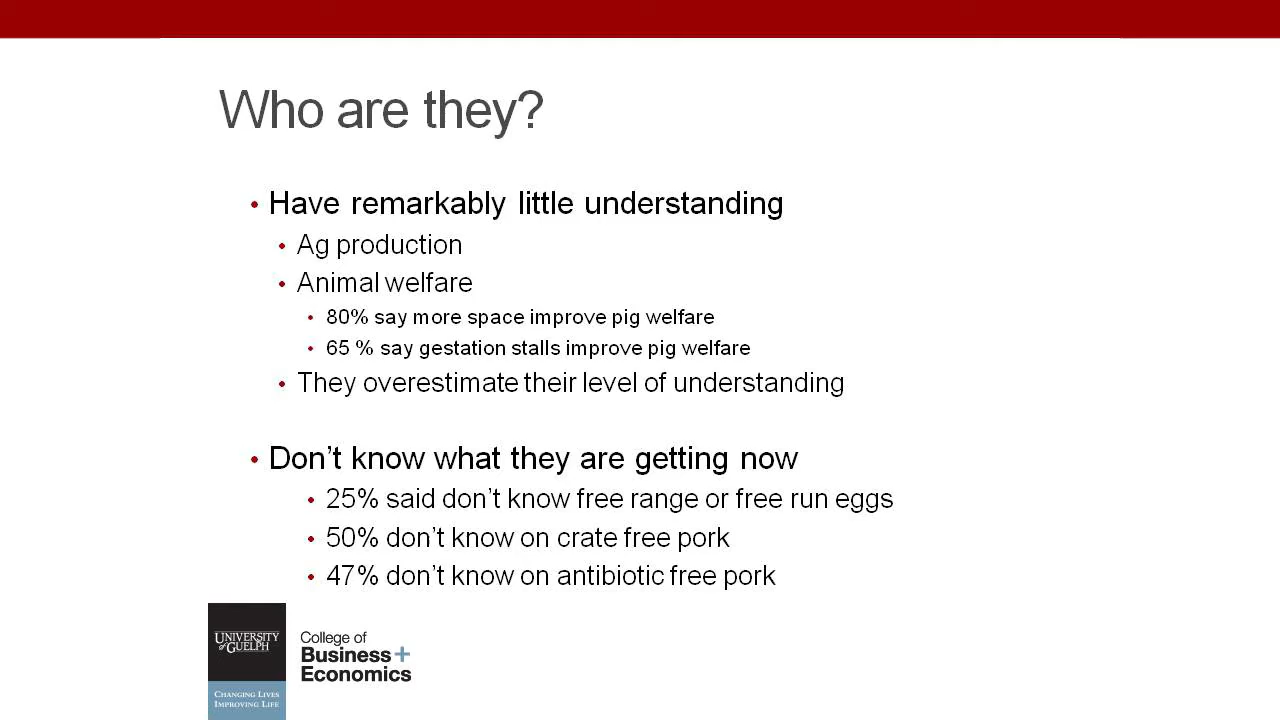 Who are they?
• Have remarkably little understanding
• Ag production
• Animal welfare
• 80% say more space improve pig welfare
• 65 % say gestation stalls improve pig welfare
• They overestimate their level of understanding
• Don't know what they are getting now
• 25% said don't know free range or free run eggs
• 50% don't know on crate free pork
• 47% don't know on antibiotic free pork
UNIVERSITY
of GUELPH
CHANGING LIVES
IMPROVING LIFE
College of
Business+
Economics